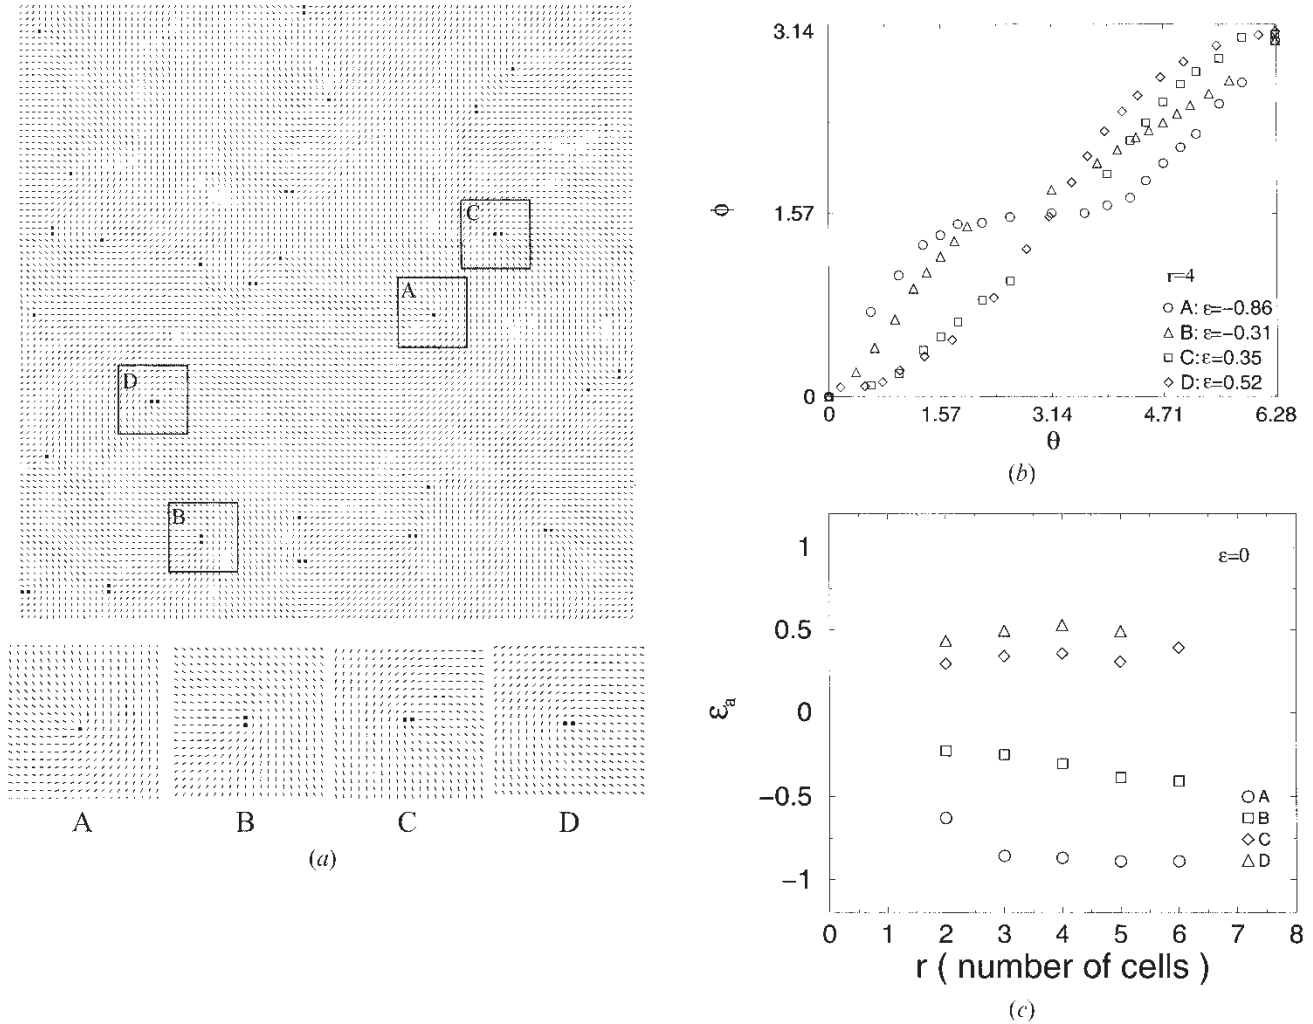 C
A
D
B
A B C D
(a)
3.14
ϕ
1.57
0
0 1.57 3.14 4.71 6.28
θ
r=4
A: ε=−0.86
B: ε=−0.31
C: ε=0.35
D: ε=0.52
(b)
1
0.5
0
−0.5
−1
εₐ
ε=0
A
B
C
D
0 1 2 3 4 5 6 7 8
r ( number of cells )
(c)